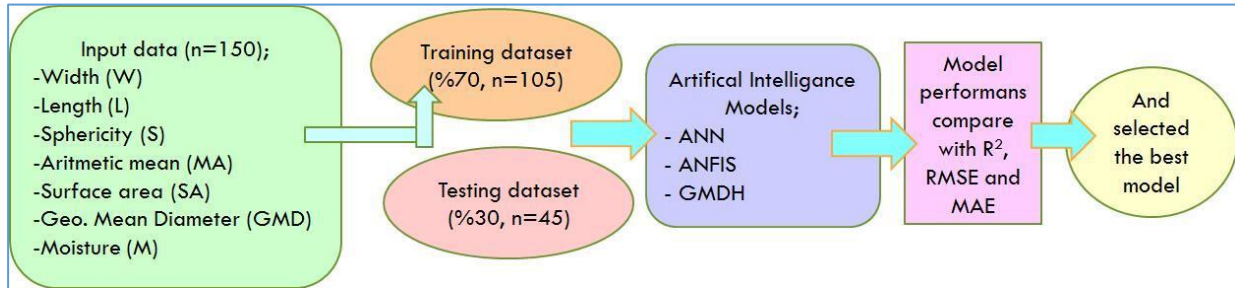 Input data (n=150);
-Width (W)
-Length (L)
-Sphericity (S)
-Aritmetic mean (MA)
-Surface area (SA)
-Geo. Mean Diameter (GMD)
-Moisture (M)
Training dataset
(%70, n=105)
Testing dataset
(%30, n=45)
Artifical Intelligance
Models;
- ANN
- ANFIS
- GMDH
Model
performans
compare
with R²,
RMSE and
MAE
And
selected
the best
model